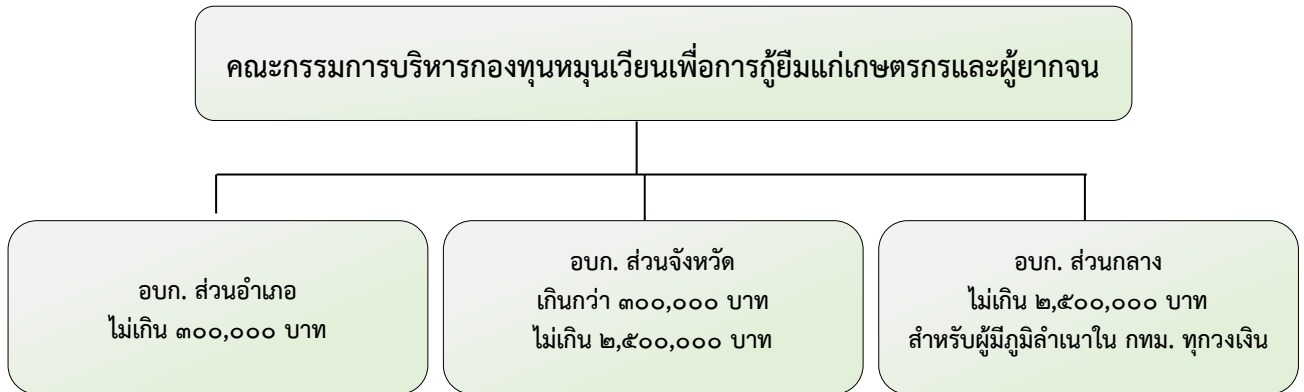 คณะกรรมการบริหารกองทุนหมุนเวียนเพื่อการกู้ยืมแก่เกษตรกรและผู้ยากจน
อบก. ส่วนอำเภอ
ไม่เกิน ๓๐๐,๐๐๐ บาท
อบก. ส่วนจังหวัด
เกินกว่า ๓๐๐,๐๐๐ บาท
ไม่เกิน ๒,๕๐๐,๐๐๐ บาท
อบก. ส่วนกลาง
ไม่เกิน ๒,๕๐๐,๐๐๐ บาท
สำหรับผู้มีภูมิลำเนาใน กทม. ทุกวงเงิน